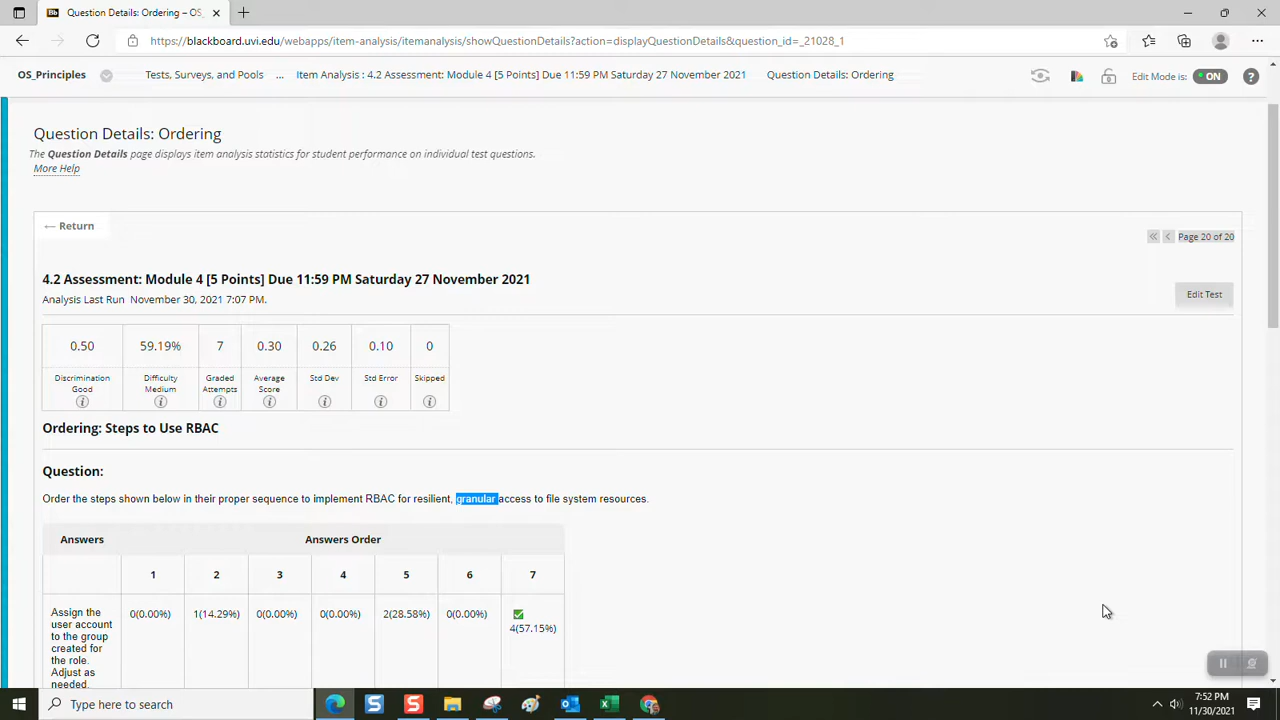 Question Details: Ordering – OS_
https://blackboard.uvi.edu/webapps/item-analysis/itemanalysis/showQuestionDetails?action=displayQuestionDetails&question_id=_21028_1
OS_Principles
Tests, Surveys, and Pools
...
Item Analysis : 4.2 Assessment: Module 4 [5 Points] Due 11:59 PM Saturday 27 November 2021
Question Details: Ordering
Edit Mode is:
ON
?
Question Details: Ordering
The Question Details page displays item analysis statistics for student performance on individual test questions.
More Help
← Return
Page 20 of 20
4.2 Assessment: Module 4 [5 Points] Due 11:59 PM Saturday 27 November 2021
Analysis Last Run November 30, 2021 7:07 PM.
Edit Test
0.50 59.19% 7 0.30 0.26 0.10 0
Discrimination Good
Difficulty Medium
Graded Attempts
Average Score
Std Dev
Std Error
Skipped
Ordering: Steps to Use RBAC
Question:
Order the steps shown below in their proper sequence to implement RBAC for resilient, granular access to file system resources.
Answers
Answers Order
1 2 3 4 5 6 7
Assign the
user account
to the group
created for
the role.
Adjust as
needed.
0(0.00%) 1(14.29%) 0(0.00%) 0(0.00%) 2(28.58%) 0(0.00%)
4(57.15%)
Type here to search
7:52 PM
11/30/2021